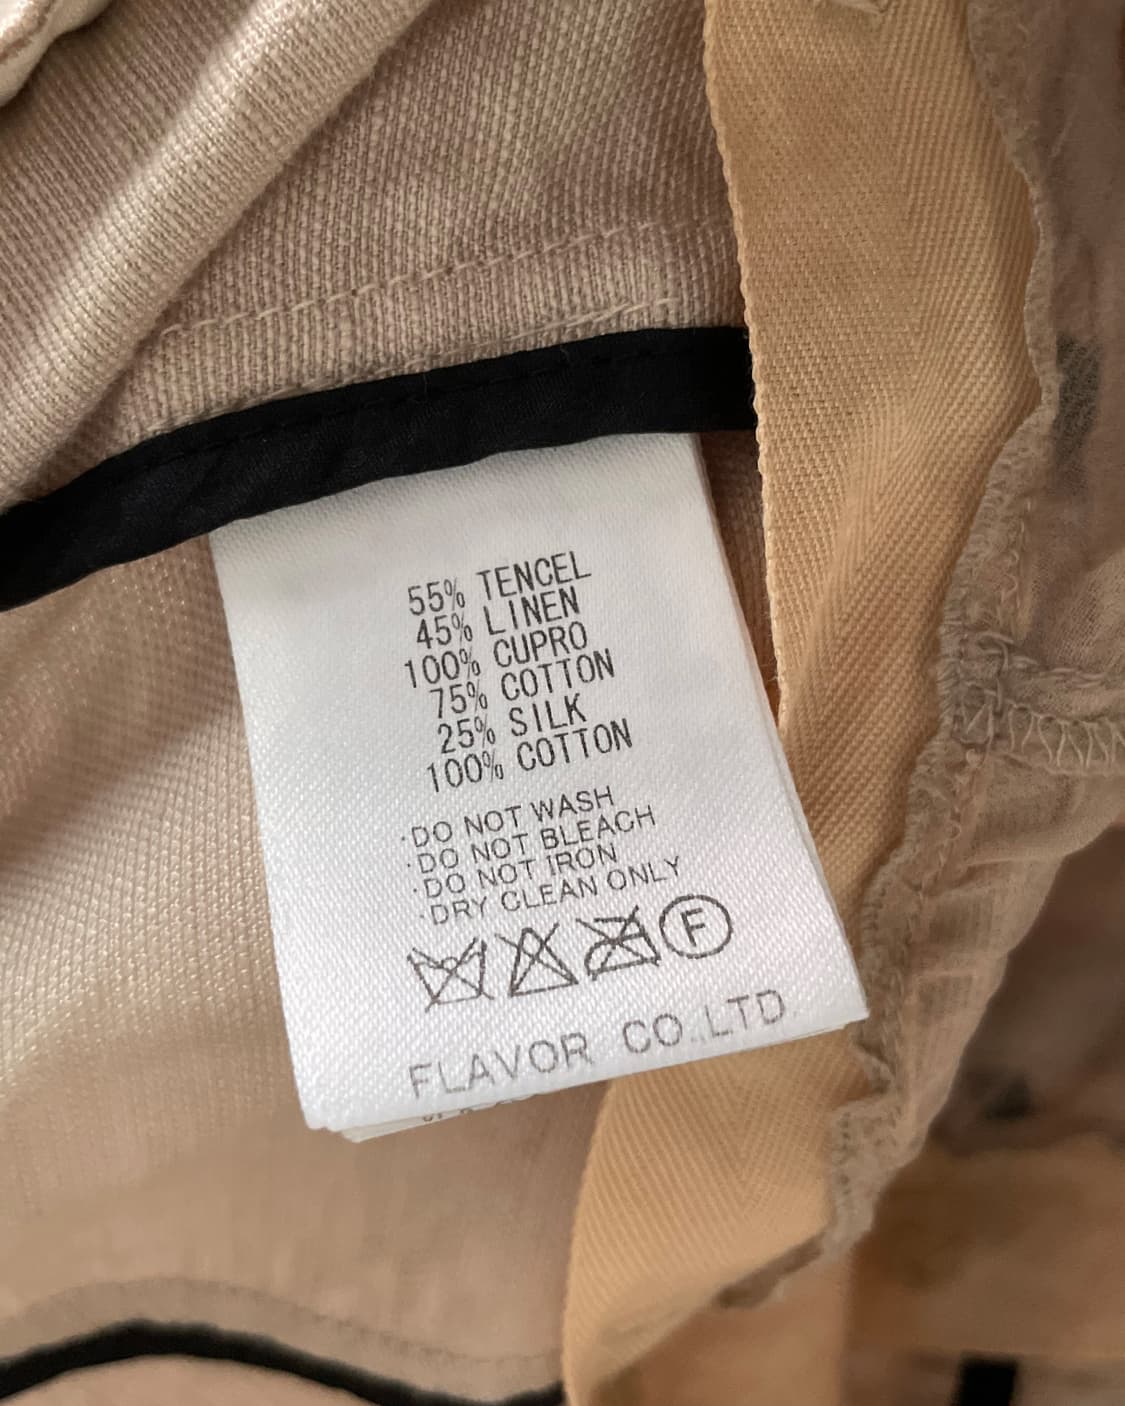 55% TENCEL
45% LINEN
100% CUPRO
75% COTTON
25% SILK
100% COTTON
·DO NOT WASH
·DO NOT BLEACH
·DO NOT IRON
·DRY CLEAN ONLY
F
FLAVOR CO.,LTD